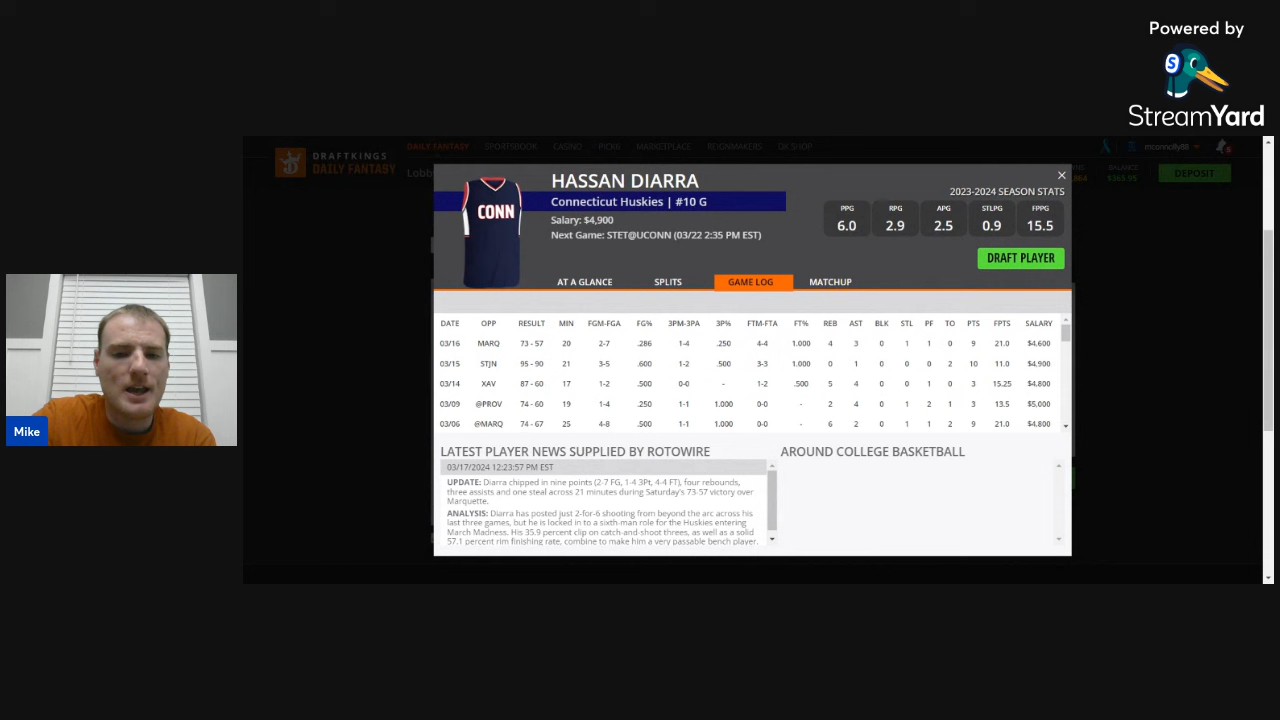 Powered by
StreamYard
DRAFTKINGS
DAILY FANTASY
DAILY FANTASY SPORTSBOOK CASINO PICK6 MARKETPLACE REIGNMAKERS DK SHOP
mconnolly88
BALANCE
DEPOSIT
HASSAN DIARRA
Connecticut Huskies | #10 G
Salary: $4,900
Next Game: STET@UCONN (03/22 2:35 PM EST)
CONN
2023-2024 SEASON STATS
PPG RPG APG STLPG FPPG
6.0 2.9 2.5 0.9 15.5
DRAFT PLAYER
AT A GLANCE SPLITS GAME LOG MATCHUP
DATE OPP RESULT MIN FGM-FGA FG% 3PM-3PA 3P% FTM-FTA FT% REB AST BLK STL PF TO PTS FPTS SALARY
03/16 MARQ 73 - 57 20 2-7 .286 1-4 .250 4-4 1.000 4 3 0 1 1 0 9 21.0 $4,600
03/15 STJN 95 - 90 21 3-5 .600 1-2 .500 3-3 1.000 0 1 0 0 0 2 10 11.0 $4,900
03/14 XAV 87 - 60 17 1-2 .500 0-0 - 1-2 .500 5 4 0 1 1 0 3 15.25 $4,800
03/09 @PROV 74 - 60 19 1-4 .250 1-1 1.000 0-0 - 2 4 0 1 2 1 3 13.5 $5,000
03/06 @MARQ 74 - 67 25 4-8 .500 1-1 1.000 0-0 - 6 2 0 1 1 2 9 21.0 $4,800
LATEST PLAYER NEWS SUPPLIED BY ROTOWIRE
AROUND COLLEGE BASKETBALL
03/17/2024 12:23:57 PM EST
UPDATE: Diarra chipped in nine points (2-7 FG, 1-4 3Pt, 4-4 FT), four rebounds,
three assists and one steal across 21 minutes during Saturday's 73-57 victory over
Marquette.
ANALYSIS: Diarra has posted just 2-for-6 shooting from beyond the arc across his
last three games, but he is locked in to a sixth-man role for the Huskies entering
March Madness. His 35.9 percent clip on catch-and-shoot threes, as well as a solid
57.1 percent rim finishing rate, combine to make him a very passable bench player.
Mike